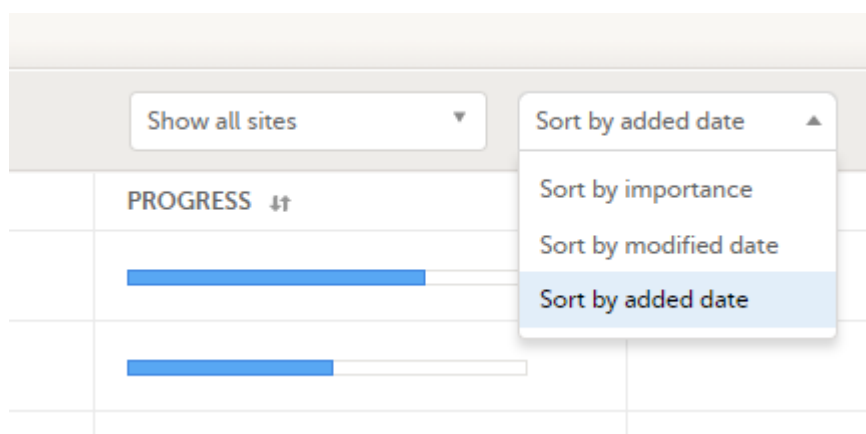 Show all sites
Sort by added date
PROGRESS
Sort by importance
Sort by modified date
Sort by added date